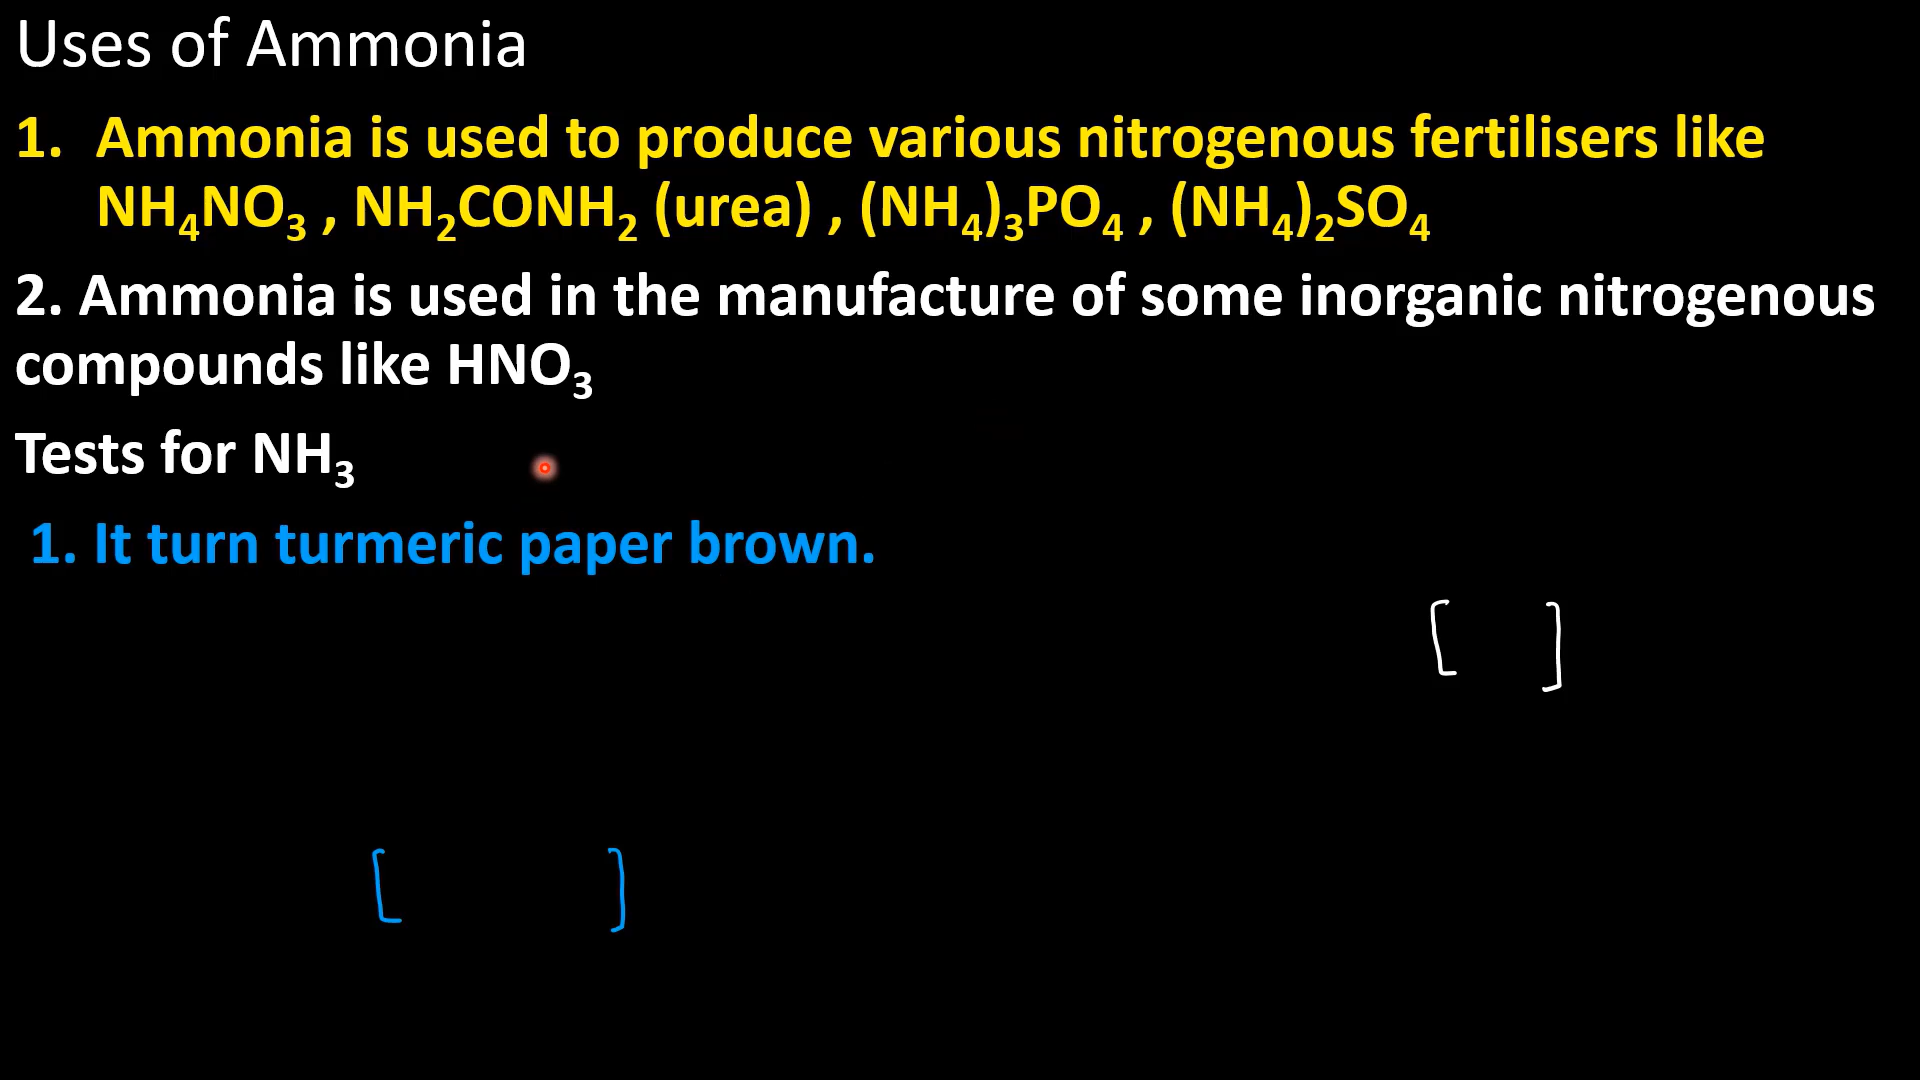 Uses of Ammonia
1. Ammonia is used to produce various nitrogenous fertilisers like
NH₄NO₃ , NH₂CONH₂ (urea) , (NH₄)₃PO₄ , (NH₄)₂SO₄
2. Ammonia is used in the manufacture of some inorganic nitrogenous
compounds like HNO₃
Tests for NH₃
1. It turn turmeric paper brown.
[ ]
[ ]